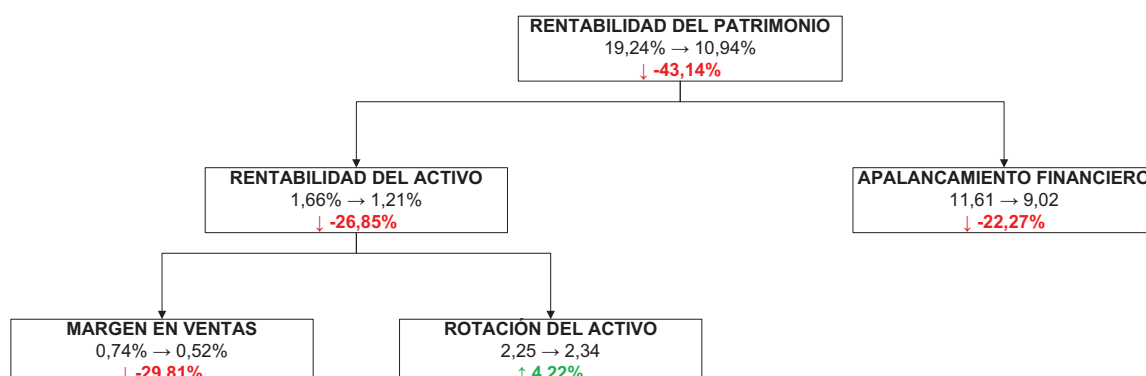 RENTABILIDAD DEL PATRIMONIO
19,24% → 10,94%
↓ -43,14%
RENTABILIDAD DEL ACTIVO
1,66% → 1,21%
↓ -26,85%
APALANCAMIENTO FINANCIERO
11,61 → 9,02
↓ -22,27%
MARGEN EN VENTAS
0,74% → 0,52%
↓ -29,81%
ROTACIÓN DEL ACTIVO
2,25 → 2,34
↑ 4,22%